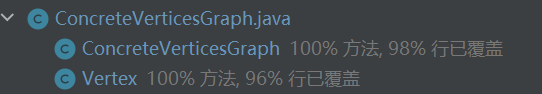 ConcreteVerticesGraph.java
ConcreteVerticesGraph 100% 方法, 98% 行已覆盖
Vertex 100% 方法, 96% 行已覆盖